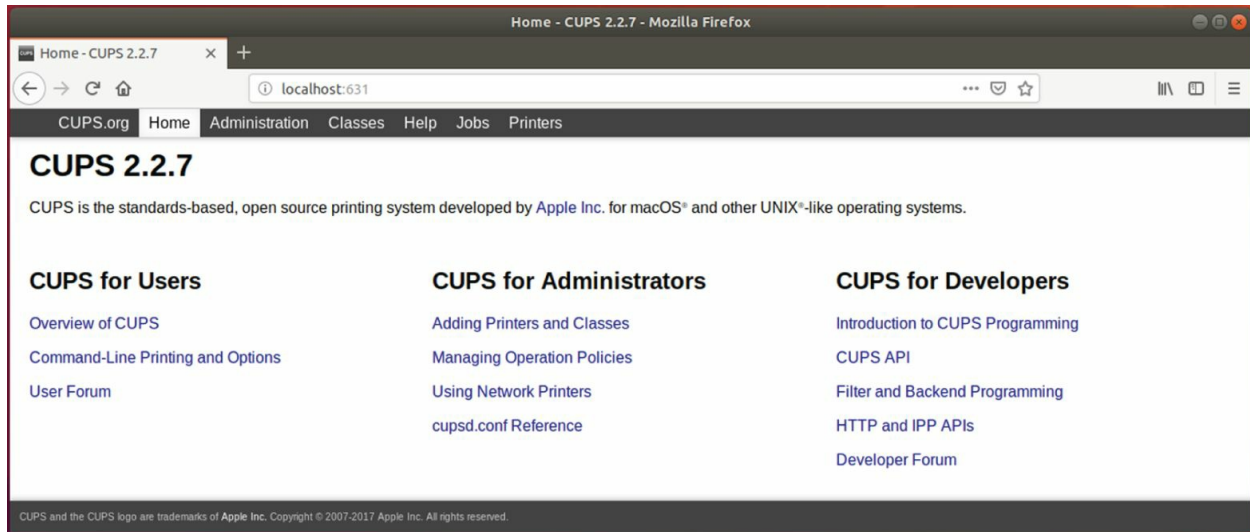 Home - CUPS 2.2.7 - Mozilla Firefox
CUPS Home - CUPS 2.2.7
localhost:631
CUPS.org Home Administration Classes Help Jobs Printers
CUPS 2.2.7
CUPS is the standards-based, open source printing system developed by Apple Inc. for macOS® and other UNIX®-like operating systems.
CUPS for Users
Overview of CUPS
Command-Line Printing and Options
User Forum
CUPS for Administrators
Adding Printers and Classes
Managing Operation Policies
Using Network Printers
cupsd.conf Reference
CUPS for Developers
Introduction to CUPS Programming
CUPS API
Filter and Backend Programming
HTTP and IPP APIs
Developer Forum
CUPS and the CUPS logo are trademarks of Apple Inc. Copyright © 2007-2017 Apple Inc. All rights reserved.